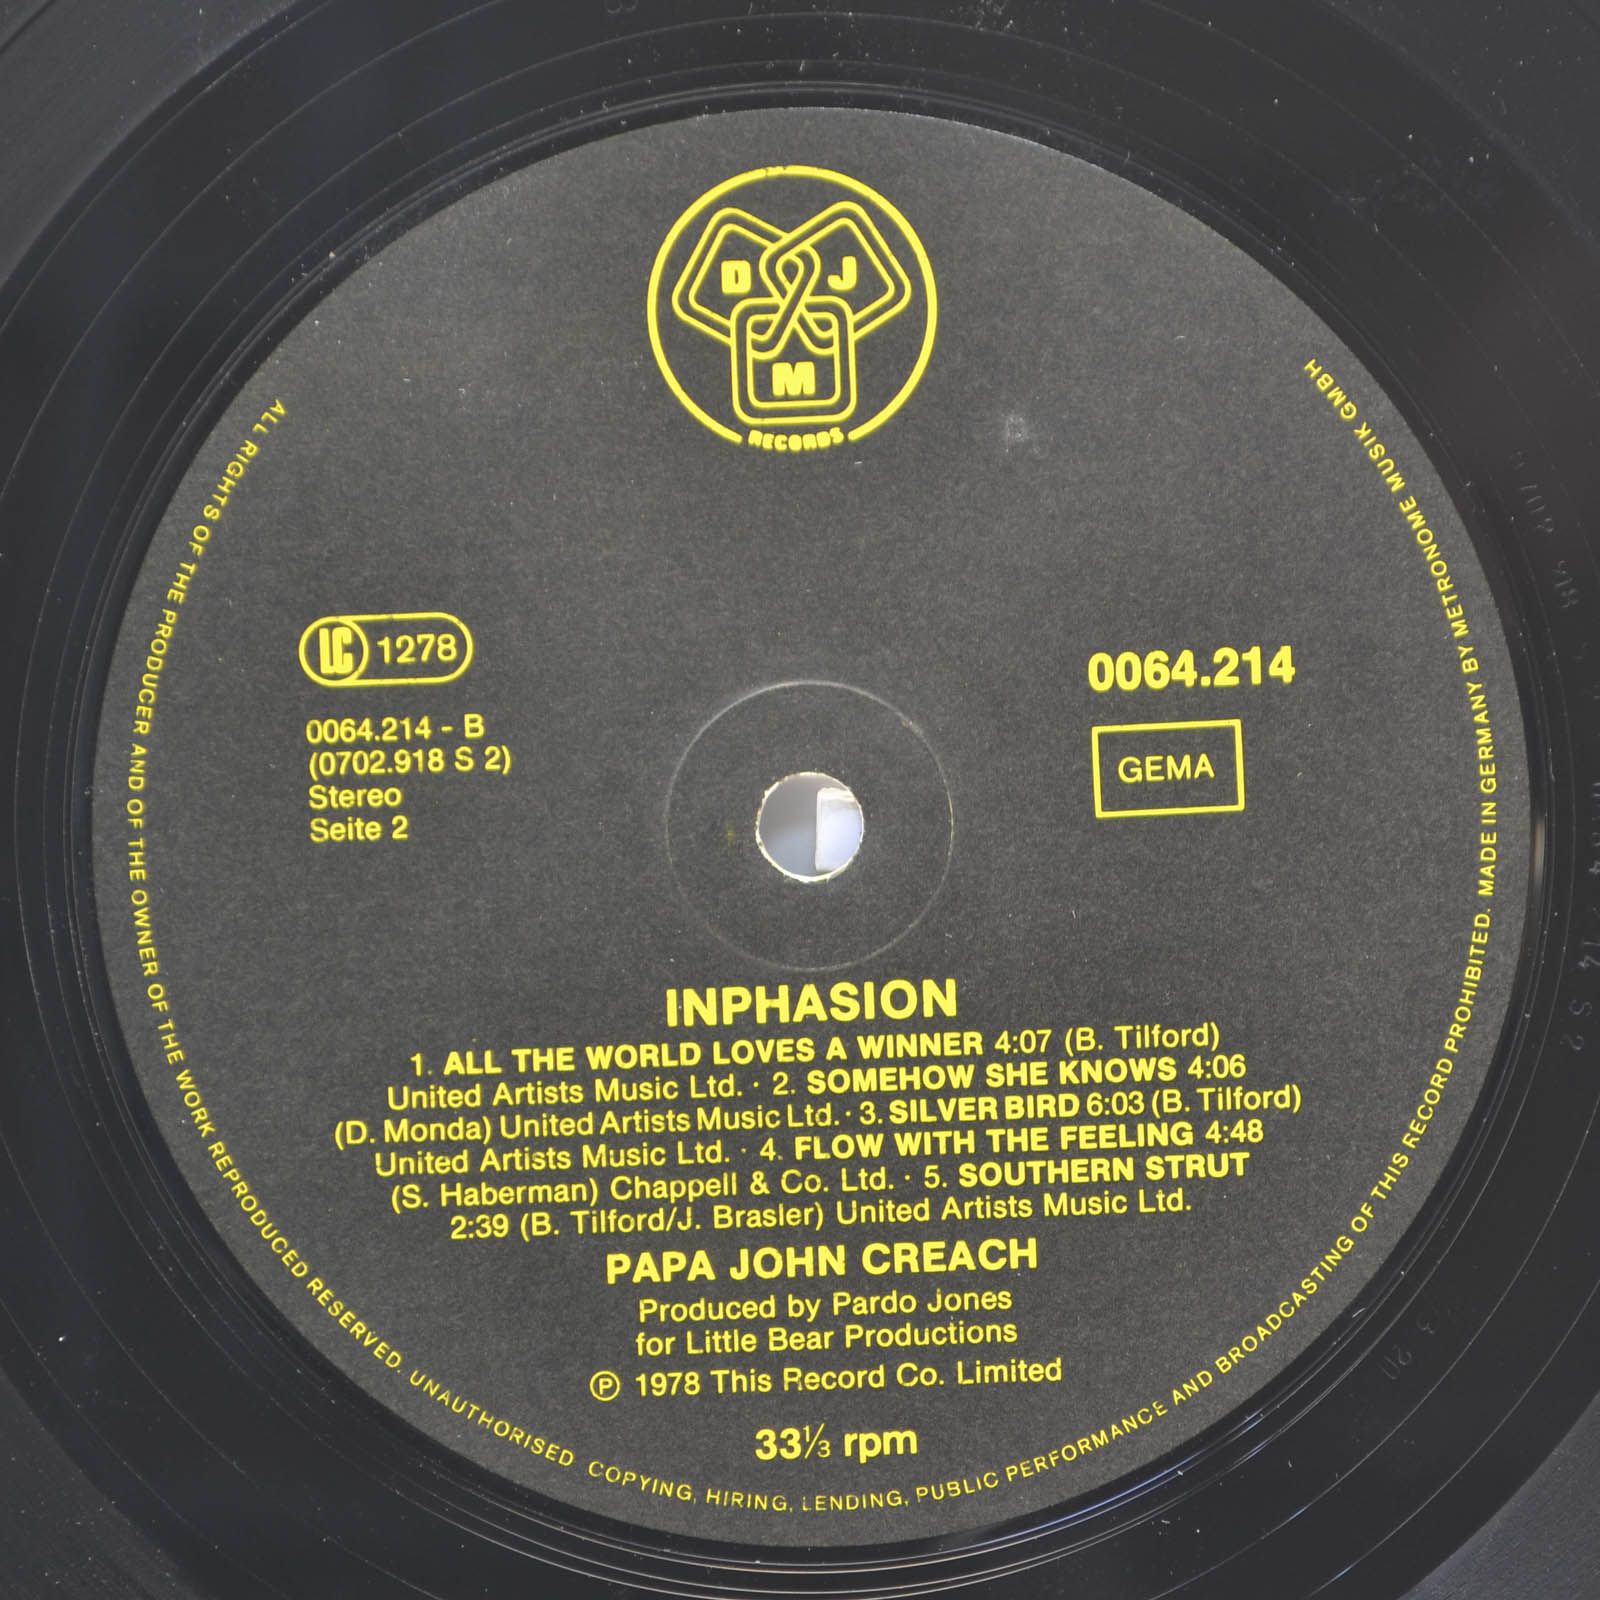 D J
M
RECORDS
LC 1278
0064.214 - B
(0702.918 S 2)
Stereo
Seite 2
0064.214
GEMA
INPHASION
1. ALL THE WORLD LOVES A WINNER 4:07 (B. Tilford)
United Artists Music Ltd. · 2. SOMEHOW SHE KNOWS 4:06
(D. Monda) United Artists Music Ltd. · 3. SILVER BIRD 6:03 (B. Tilford)
United Artists Music Ltd. · 4. FLOW WITH THE FEELING 4:48
(S. Haberman) Chappell & Co. Ltd. · 5. SOUTHERN STRUT
2:39 (B. Tilford/J. Brasler) United Artists Music Ltd.
PAPA JOHN CREACH
Produced by Pardo Jones
for Little Bear Productions
℗ 1978 This Record Co. Limited
33⅓ rpm
ALL RIGHTS OF THE PRODUCER AND OF THE OWNER OF THE WORK REPRODUCED RESERVED. UNAUTHORISED COPYING, HIRING, LENDING, PUBLIC PERFORMANCE AND BROADCASTING OF THIS RECORD PROHIBITED. MADE IN GERMANY BY METRONOME MUSIK GMBH